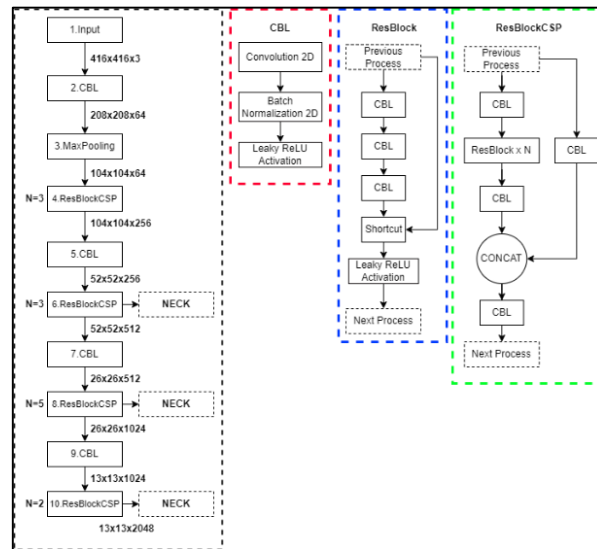 1.Input
416x416x3
2.CBL
208x208x64
3.MaxPooling
104x104x64
N=3
4.ResBlockCSP
104x104x256
5.CBL
52x52x256
N=3
6.ResBlockCSP
NECK
52x52x512
7.CBL
26x26x512
N=5
8.ResBlockCSP
NECK
26x26x1024
9.CBL
13x13x1024
N=2
10.ResBlockCSP
NECK
13x13x2048
CBL
Convolution 2D
Batch
Normalization 2D
Leaky ReLU
Activation
ResBlock
Previous
Process
CBL
CBL
CBL
Shortcut
Leaky ReLU
Activation
Next Process
ResBlockCSP
Previous
Process
CBL
ResBlock x N
CBL
CBL
CONCAT
CBL
Next Process